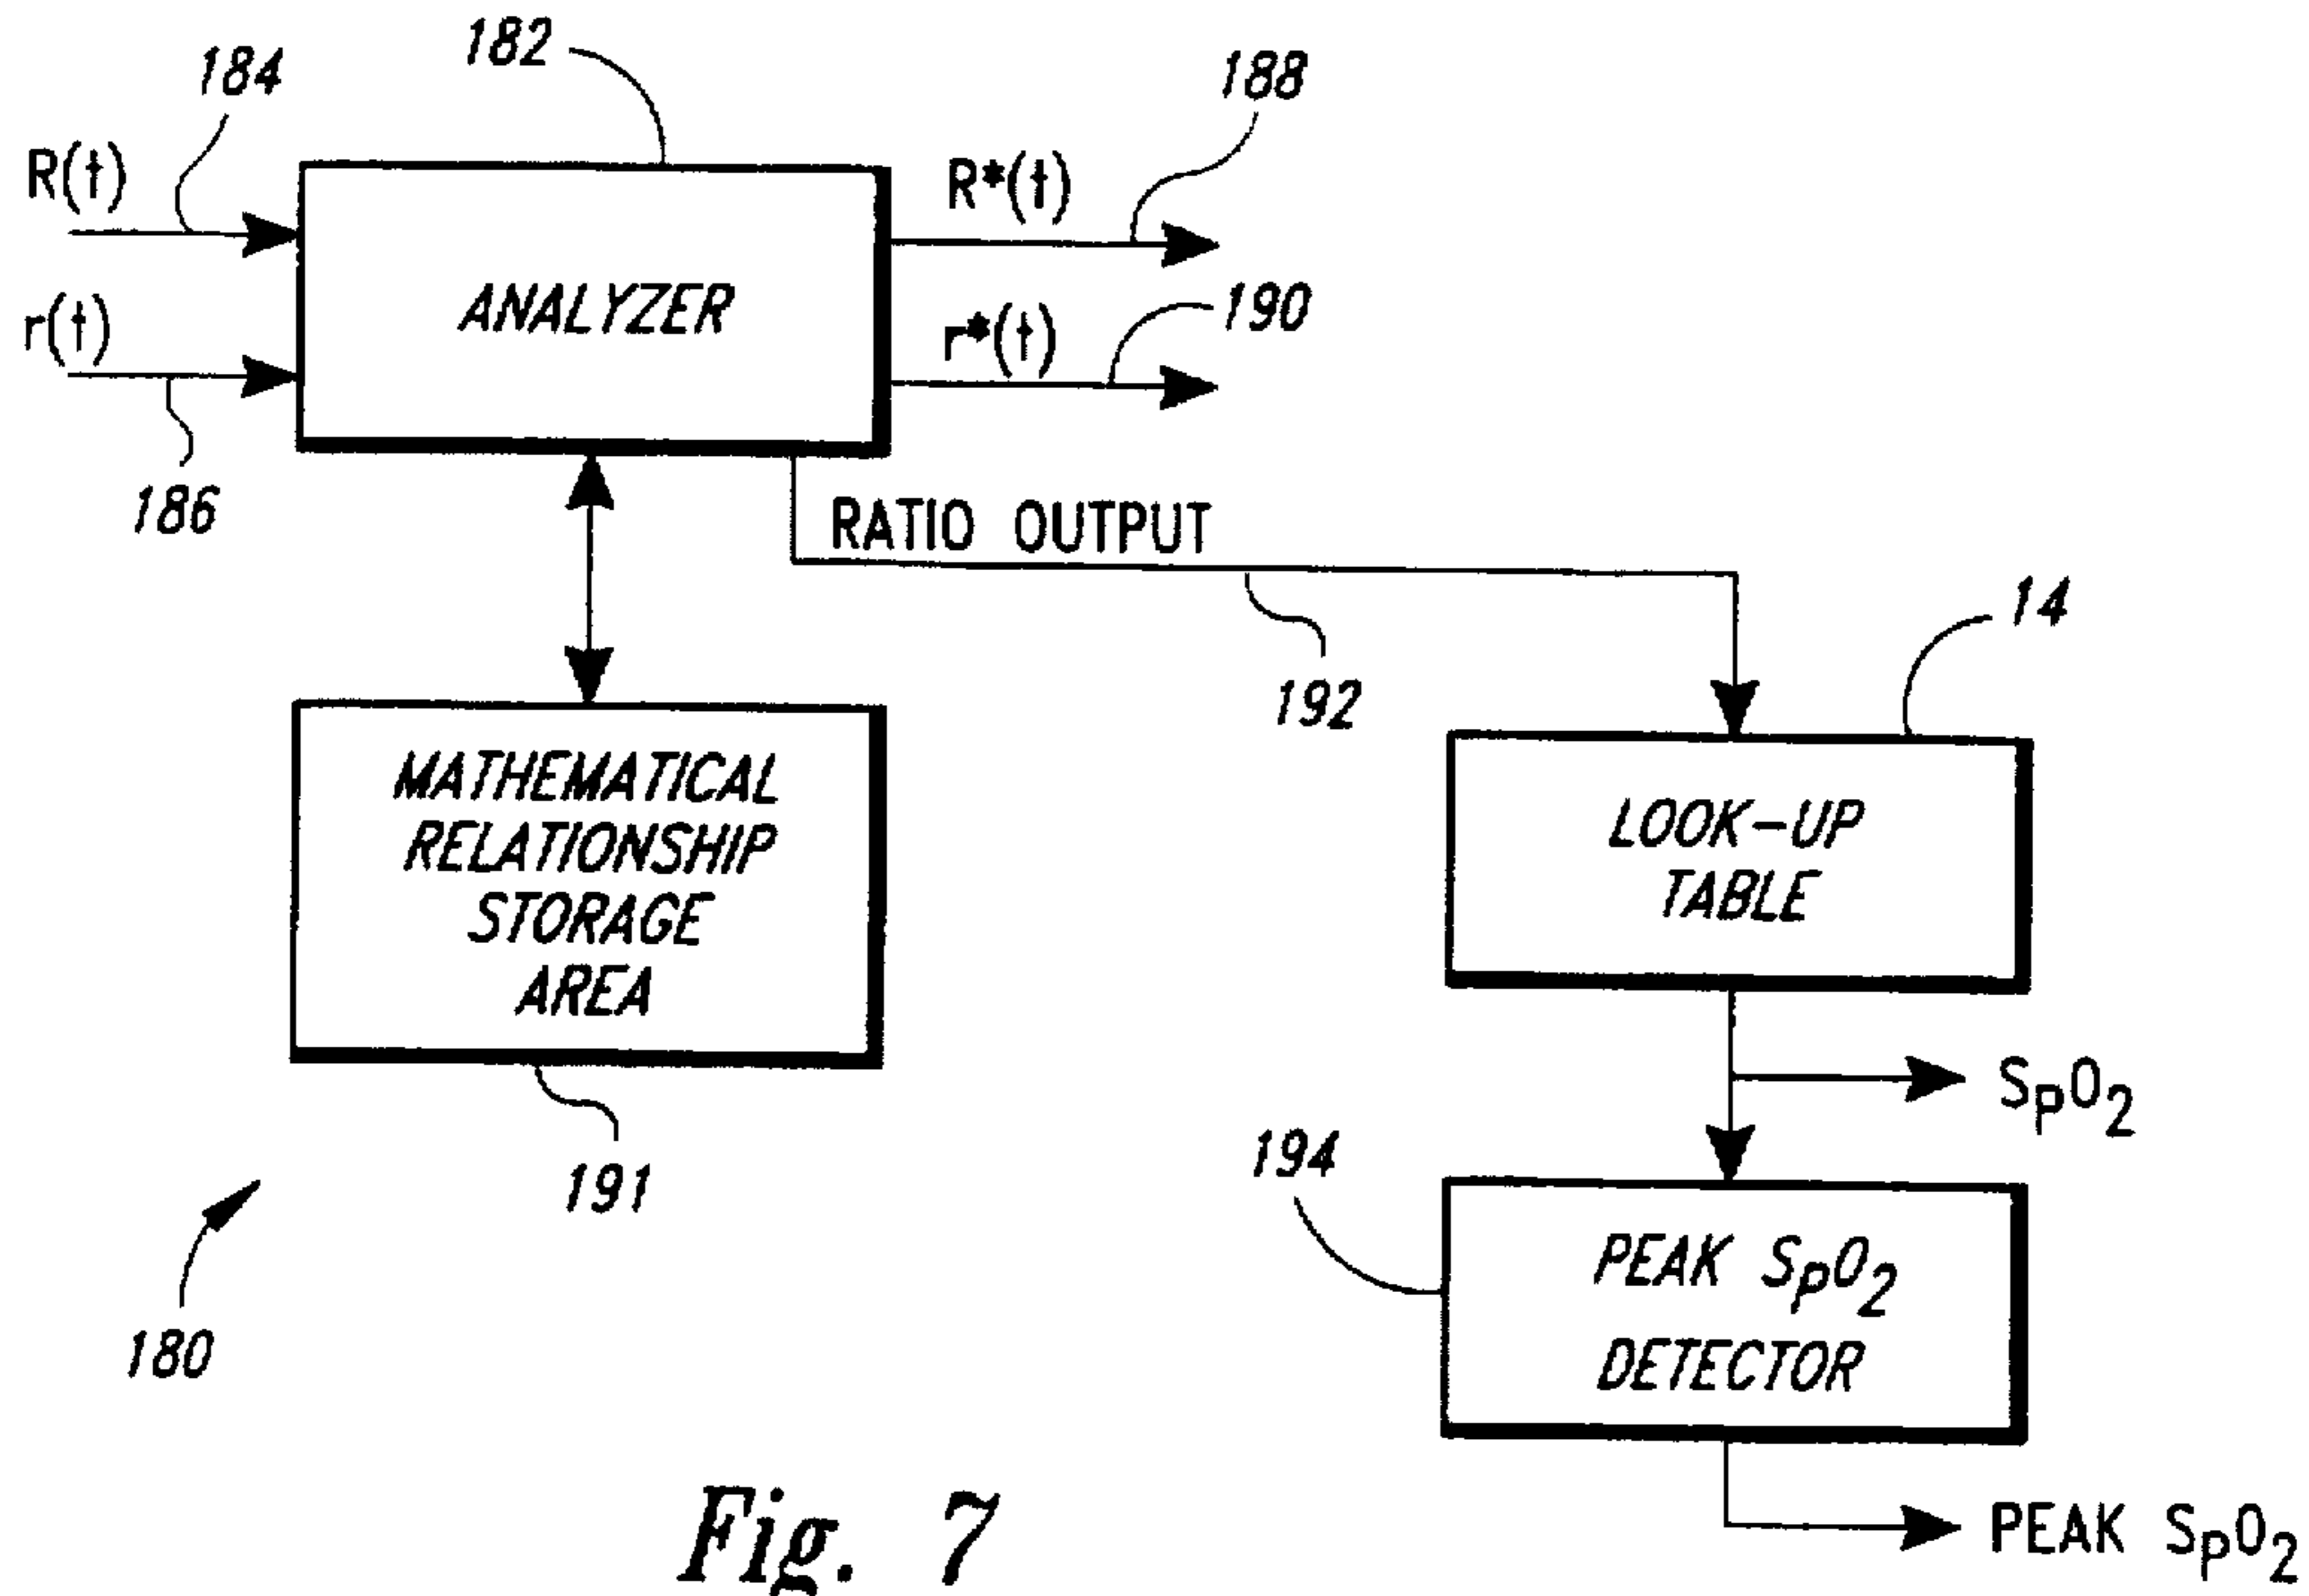 182
184
188
R(t)
R*(t)
ANALYZER
190
r(t)
r*(t)
186
RATIO OUTPUT
14
192
MATHEMATICAL
RELATIONSHIP
STORAGE
AREA
LOOK-UP
TABLE
SpO2
194
191
PEAK SpO2
DETECTOR
180
PEAK SpO2
Fig. 7